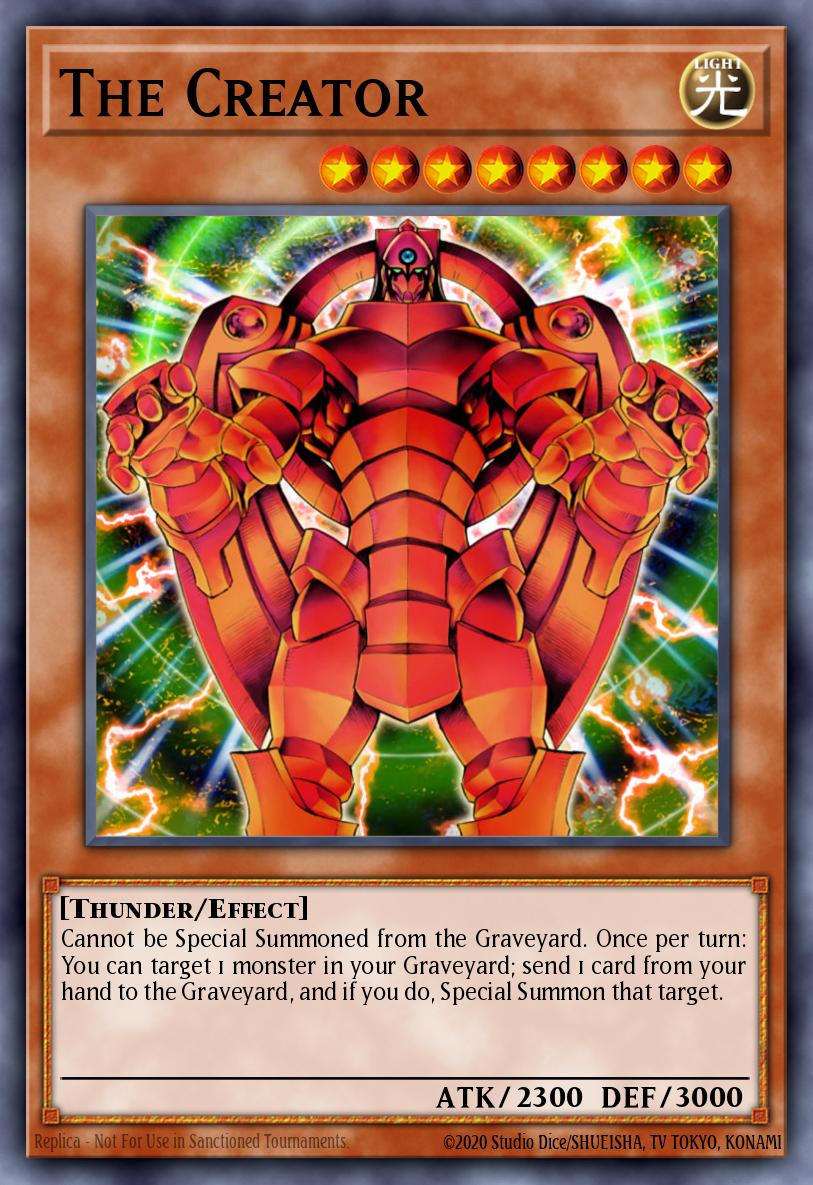 The Creator
LIGHT
光
[Thunder/Effect]
Cannot be Special Summoned from the Graveyard. Once per turn:
You can target 1 monster in your Graveyard; send 1 card from your
hand to the Graveyard, and if you do, Special Summon that target.
ATK/2300 DEF/3000
Replica - Not For Use in Sanctioned Tournaments.
©2020 Studio Dice/SHUEISHA, TV TOKYO, KONAMI